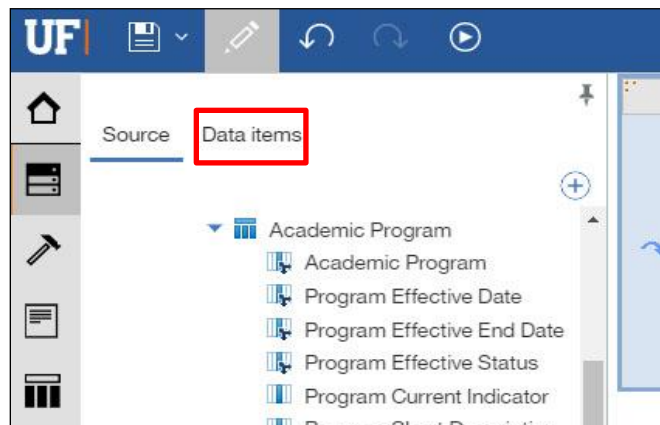 UF
Source Data items
Academic Program
Academic Program
Program Effective Date
Program Effective End Date
Program Effective Status
Program Current Indicator